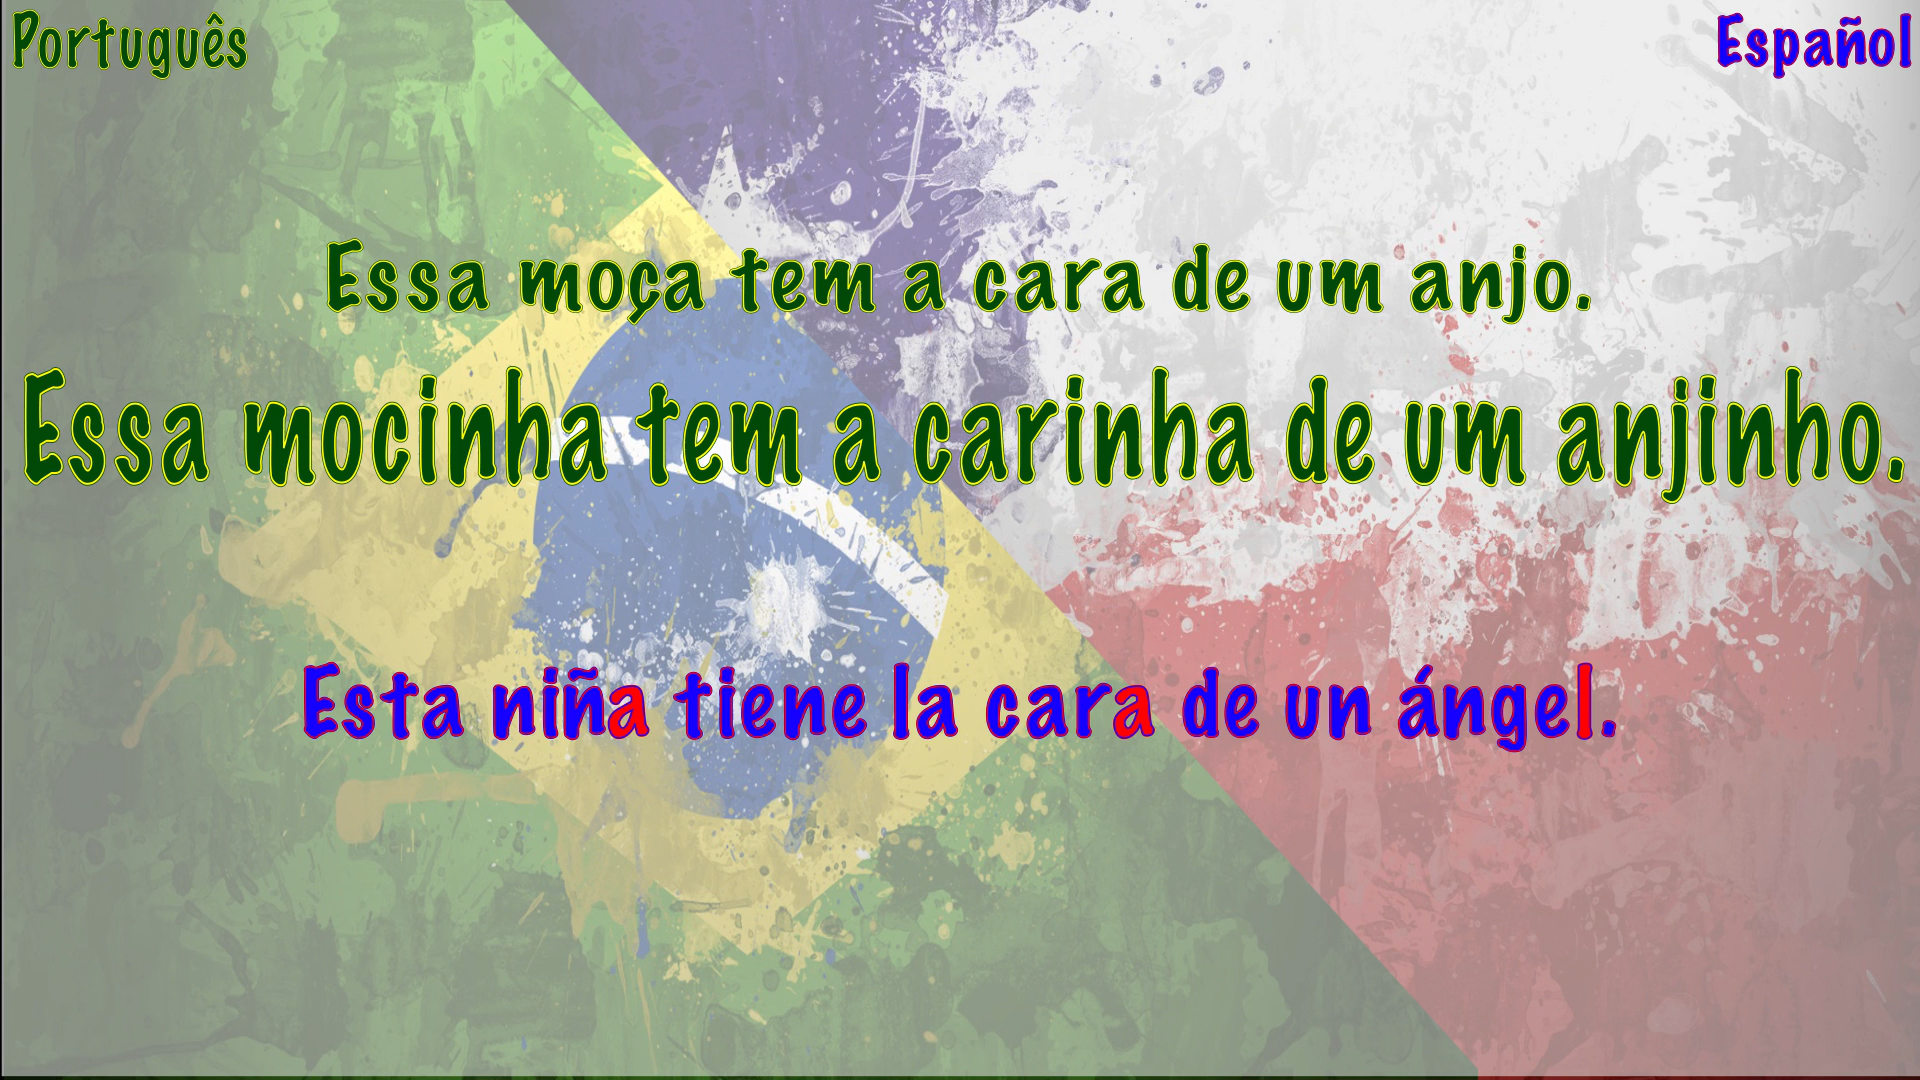 Português
Español
Essa moça tem a cara de um anjo.
Essa mocinha tem a carinha de um anjinho.
Esta niña tiene la cara de un ángel.